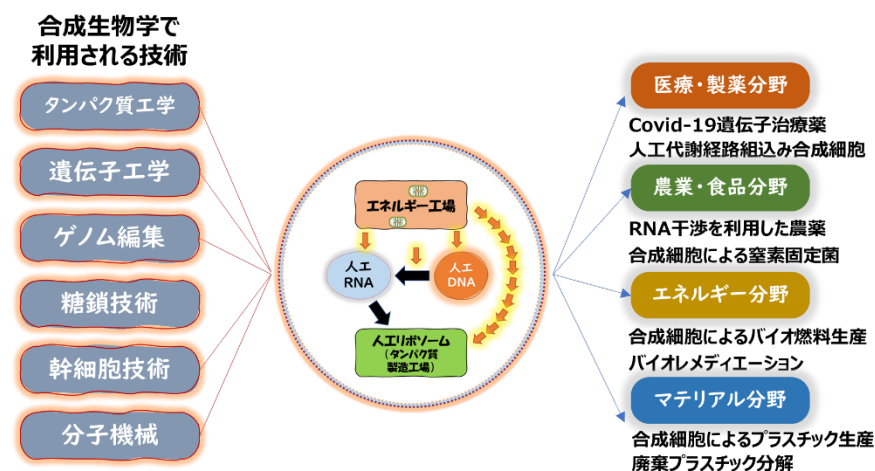 合成生物学で
利用される技術
タンパク質工学
遺伝子工学
ゲノム編集
糖鎖技術
幹細胞技術
分子機械
エネルギー工場
人工
RNA
人工
DNA
人工リボソーム
(タンパク質
製造工場)
医療・製薬分野
Covid-19遺伝子治療薬
人工代謝経路組込み合成細胞
農業・食品分野
RNA干渉を利用した農薬
合成細胞による窒素固定菌
エネルギー分野
合成細胞によるバイオ燃料生産
バイオレメディエーション
マテリアル分野
合成細胞によるプラスチック生産
廃棄プラスチック分解